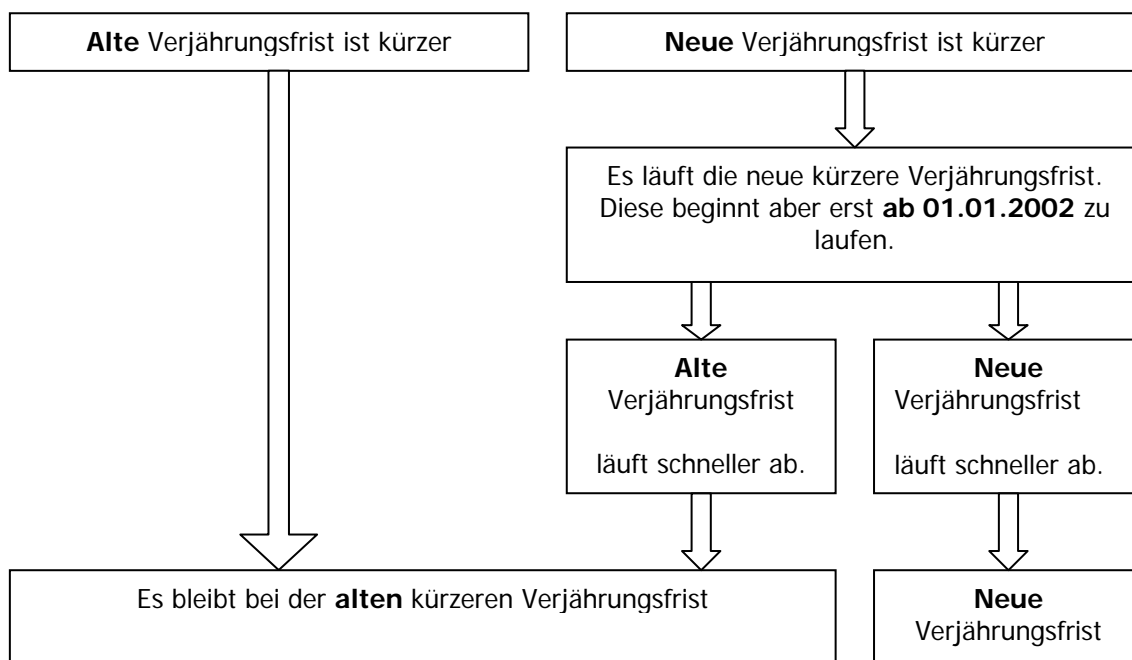 Alte Verjährungsfrist ist kürzer
Neue Verjährungsfrist ist kürzer
Es läuft die neue kürzere Verjährungsfrist.
Diese beginnt aber erst ab 01.01.2002 zu
laufen.
Alte
Verjährungsfrist
läuft schneller ab.
Neue
Verjährungsfrist
läuft schneller ab.
Es bleibt bei der alten kürzeren Verjährungsfrist
Neue
Verjährungsfrist